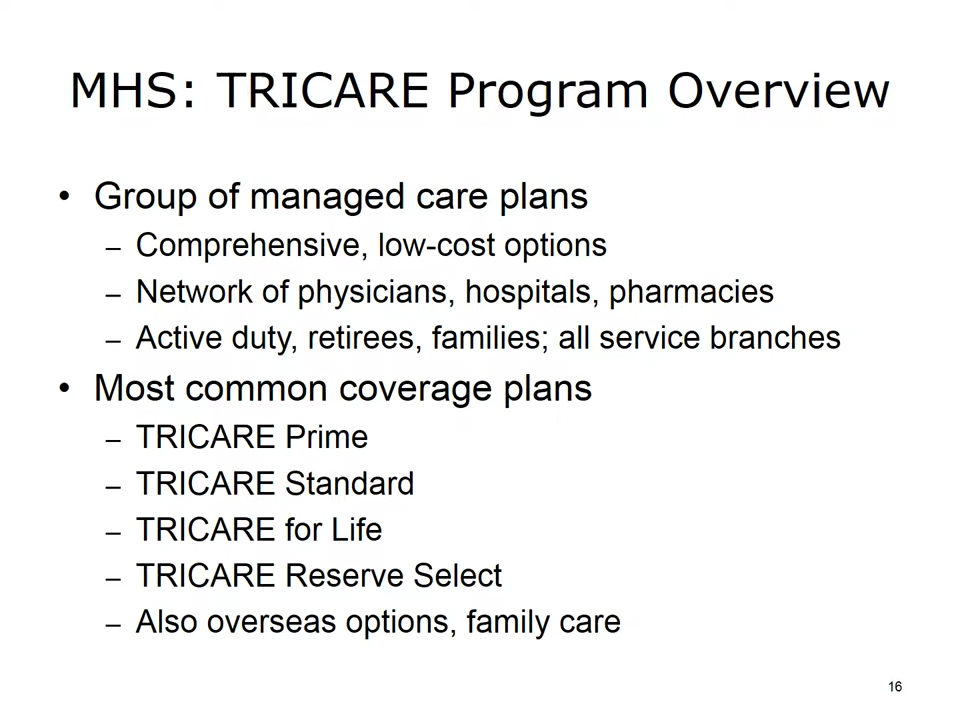 MHS: TRICARE Program Overview
• Group of managed care plans
– Comprehensive, low-cost options
– Network of physicians, hospitals, pharmacies
– Active duty, retirees, families; all service branches
• Most common coverage plans
– TRICARE Prime
– TRICARE Standard
– TRICARE for Life
– TRICARE Reserve Select
– Also overseas options, family care
16